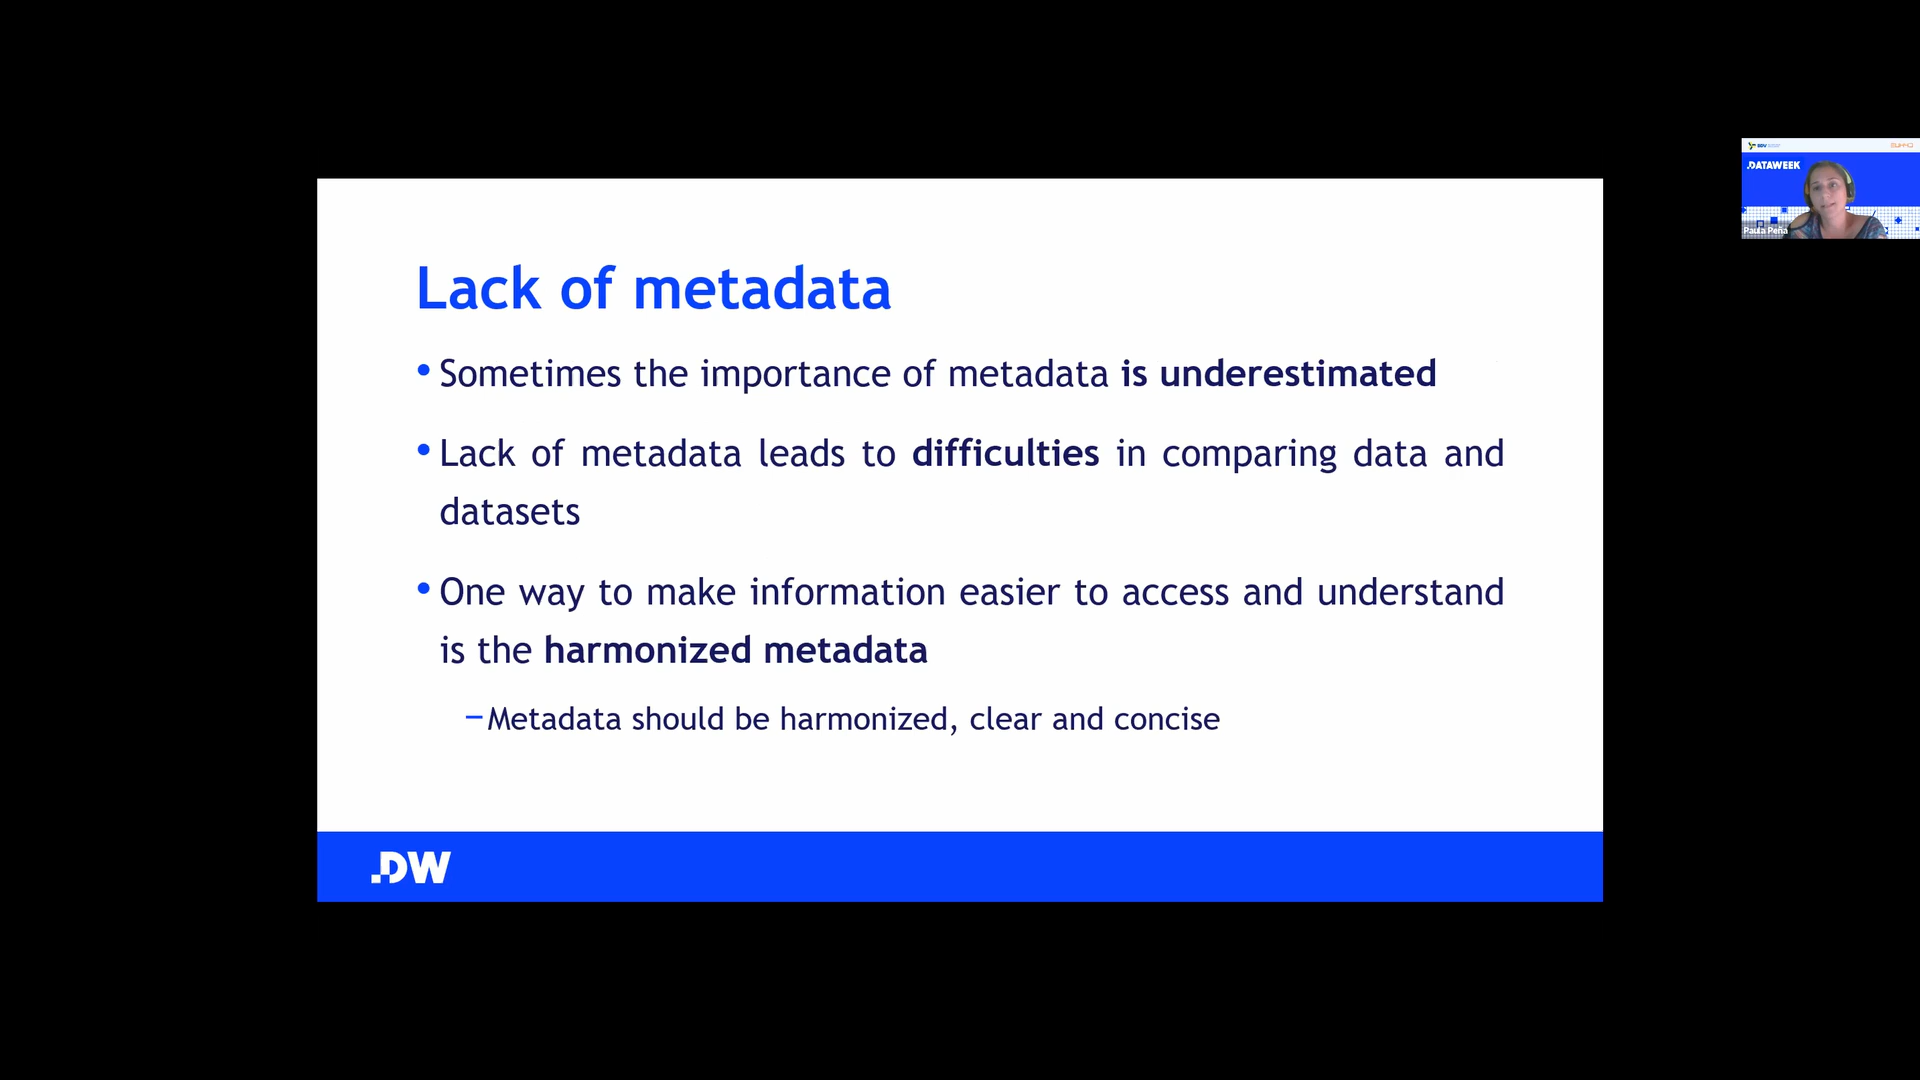 Lack of metadata
• Sometimes the importance of metadata is underestimated
• Lack of metadata leads to difficulties in comparing data and
datasets
• One way to make information easier to access and understand
is the harmonized metadata
– Metadata should be harmonized, clear and concise
.DW
BDV
.DATAWEEK
Paula Peña